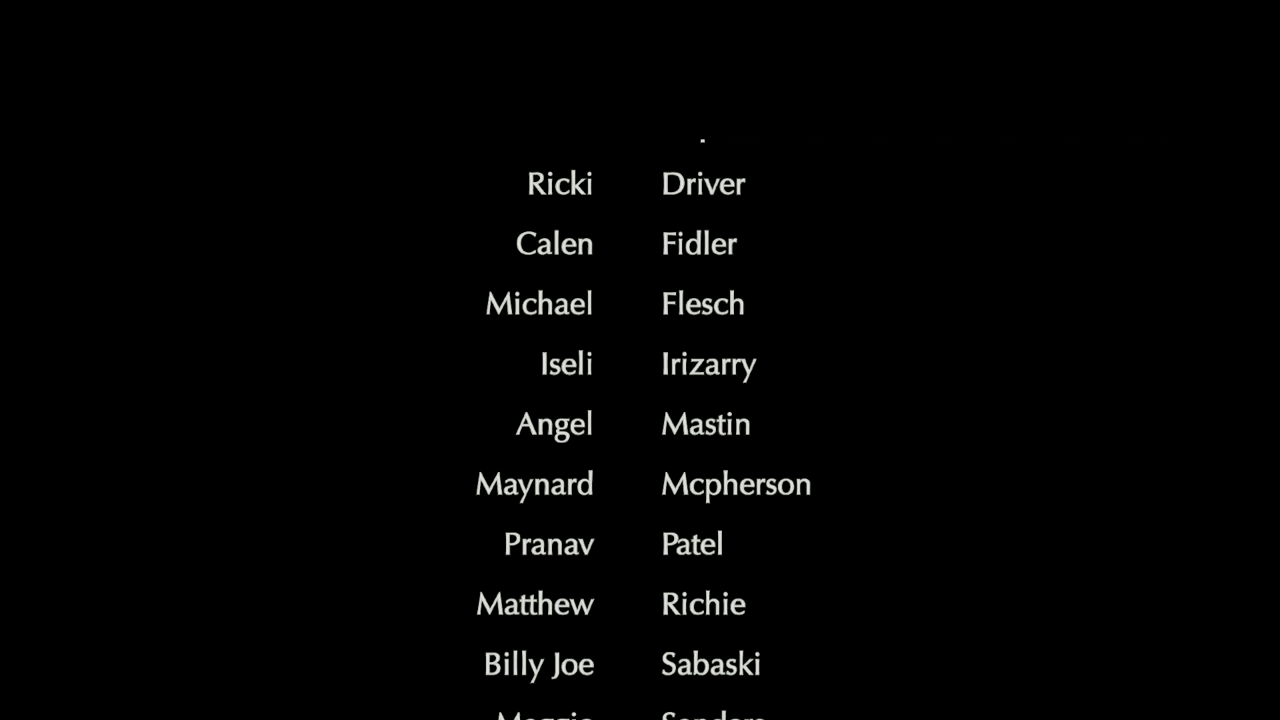 Ricki Driver
Calen Fidler
Michael Flesch
Iseli Irizarry
Angel Mastin
Maynard Mcpherson
Pranav Patel
Matthew Richie
Billy Joe Sabaski